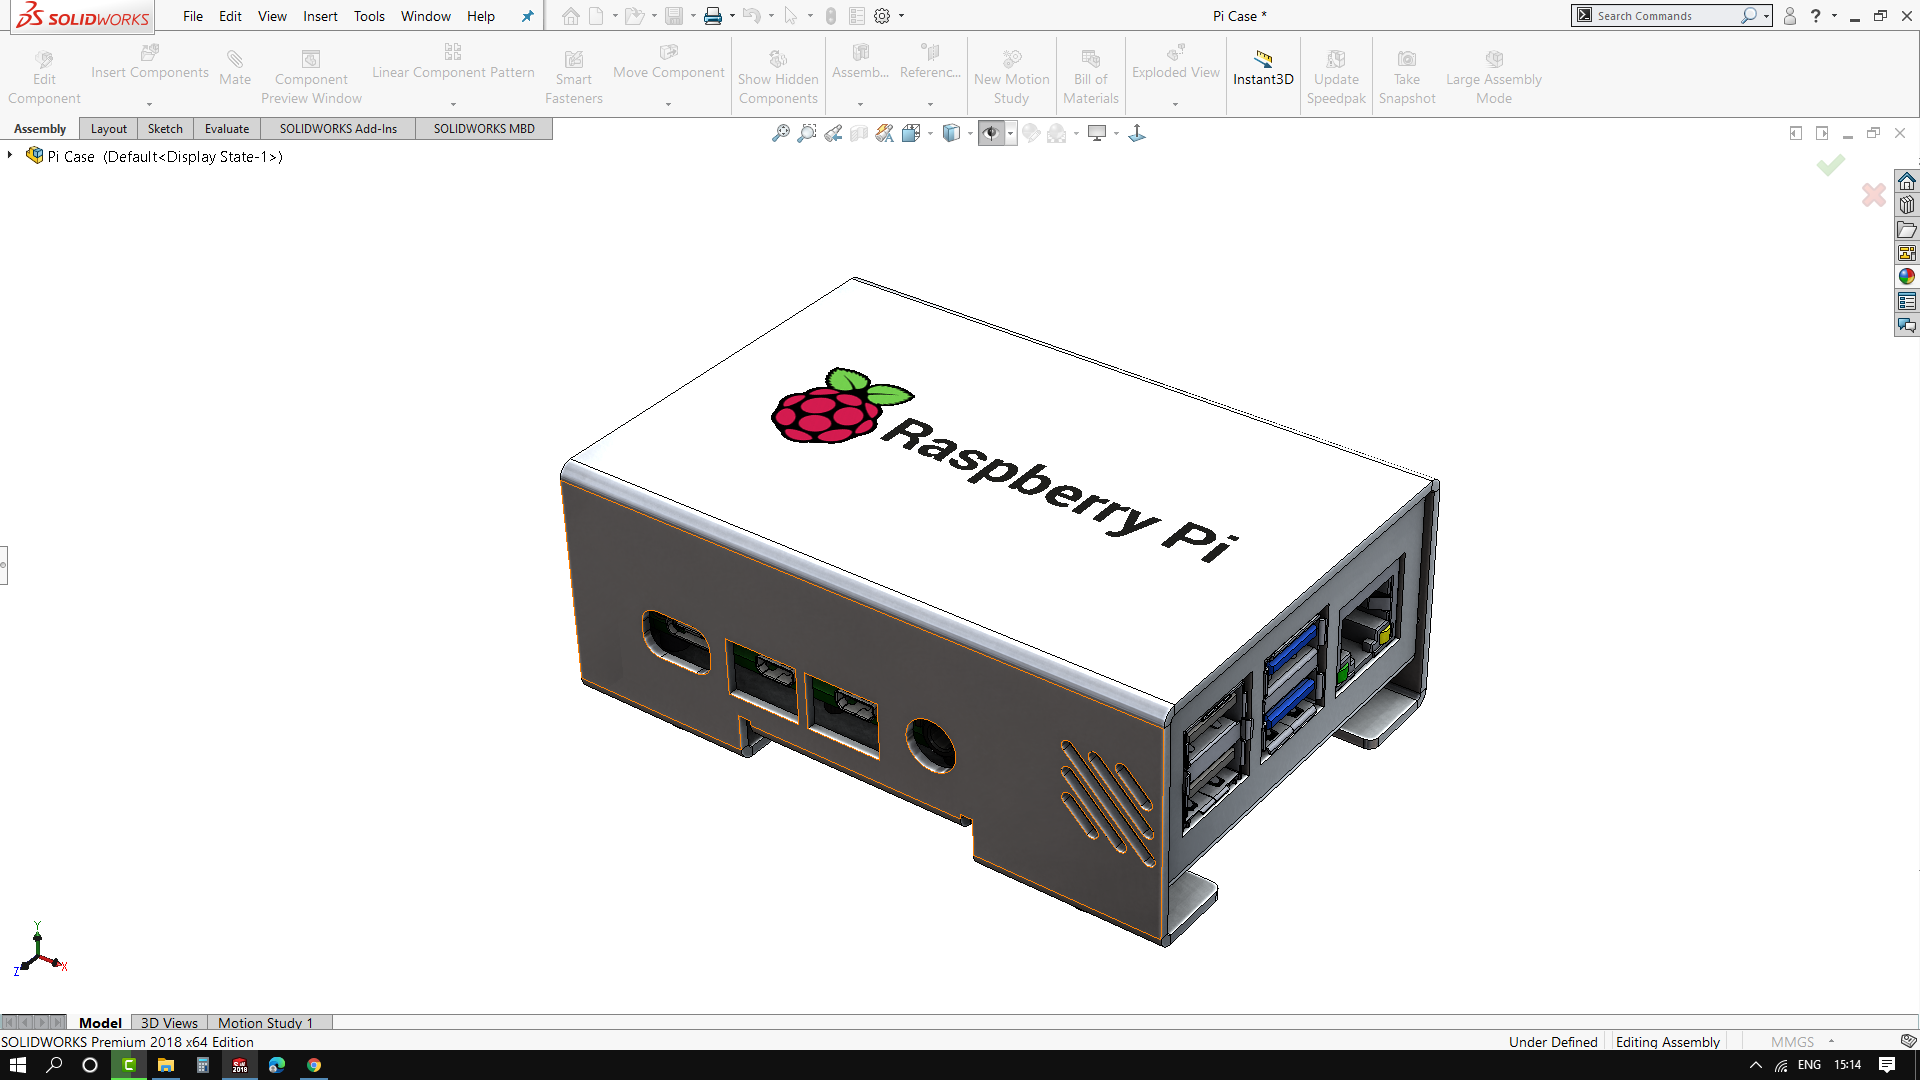 SOLIDWORKS File Edit View Insert Tools Window Help Pi Case * Search Commands ?
Edit Component
Insert Components
Mate
Component Preview Window
Linear Component Pattern
Smart Fasteners
Move Component
Show Hidden Components
Assemb...
Referenc...
New Motion Study
Bill of Materials
Exploded View
Instant3D
Update Speedpak
Take Snapshot
Large Assembly Mode
Assembly Layout Sketch Evaluate SOLIDWORKS Add-Ins SOLIDWORKS MBD
Pi Case (Default<Display State-1>)
Raspberry Pi
Y
Z X
Model 3D Views Motion Study 1
SOLIDWORKS Premium 2018 x64 Edition Under Defined Editing Assembly MMGS
2018 ENG 15:14